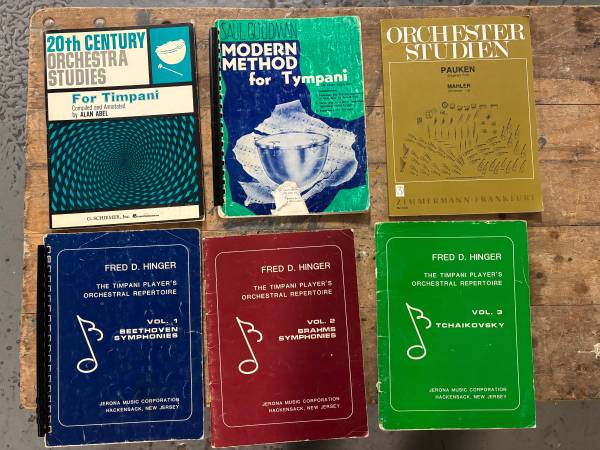 20th CENTURY
ORCHESTRA
STUDIES
For Timpani
Compiled and Annotated
by ALAN ABEL
G. SCHIRMER, Inc.
SAUL GOODMAN
MODERN
METHOD
for Tympani
ORCHESTER
STUDIEN
PAUKEN
MAHLER
ZIMMERMANN · FRANKFURT
FRED D. HINGER
THE TIMPANI PLAYER'S
ORCHESTRAL REPERTOIRE
VOL. 1
BEETHOVEN
SYMPHONIES
JERONA MUSIC CORPORATION
HACKENSACK, NEW JERSEY
FRED D. HINGER
THE TIMPANI PLAYER'S
ORCHESTRAL REPERTOIRE
VOL. 2
BRAHMS
SYMPHONIES
JERONA MUSIC CORPORATION
HACKENSACK, NEW JERSEY
FRED D. HINGER
THE TIMPANI PLAYER'S
ORCHESTRAL REPERTOIRE
VOL. 3
TCHAIKOVSKY
JERONA MUSIC CORPORATION
HACKENSACK, NEW JERSEY